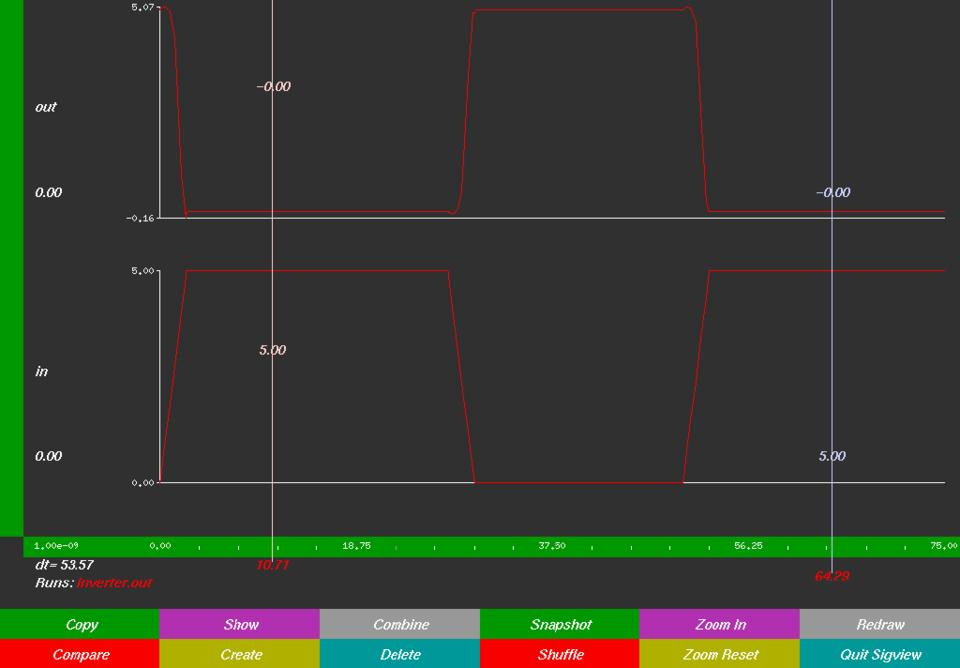 5.07
−0.00
out
0.00
−0.00
−0.16
5.00
5.00
in
0.00
5.00
0.00
1.00e−09 0.00 18.75 37.50 56.25 75.00
dt= 53.57 10.71
64.29
Runs: inverter.out
Copy Show Combine Snapshot Zoom In Redraw
Compare Create Delete Shuffle Zoom Reset Quit Sigview